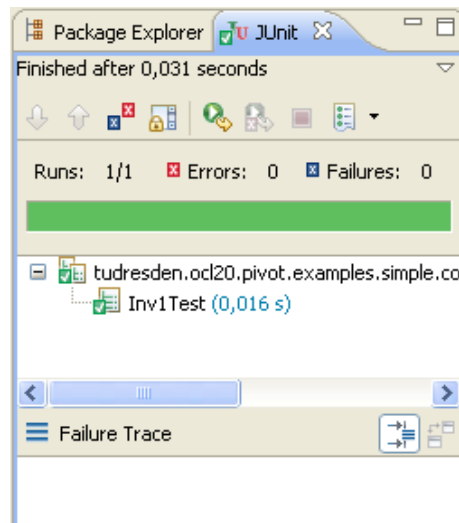 Package Explorer JUnit
Finished after 0,031 seconds
Runs: 1/1 Errors: 0 Failures: 0
tudresden.ocl20.pivot.examples.simple.co
Inv1Test (0,016 s)
Failure Trace